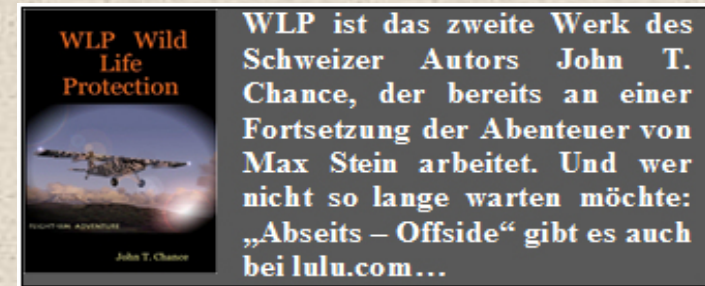 WLP Wild
Life
Protection
FLIGHT-SIM ADVENTURE
John T. Chance
WLP ist das zweite Werk des
Schweizer Autors John T.
Chance, der bereits an einer
Fortsetzung der Abenteuer von
Max Stein arbeitet. Und wer
nicht so lange warten möchte:
„Abseits – Offside“ gibt es auch
bei lulu.com…